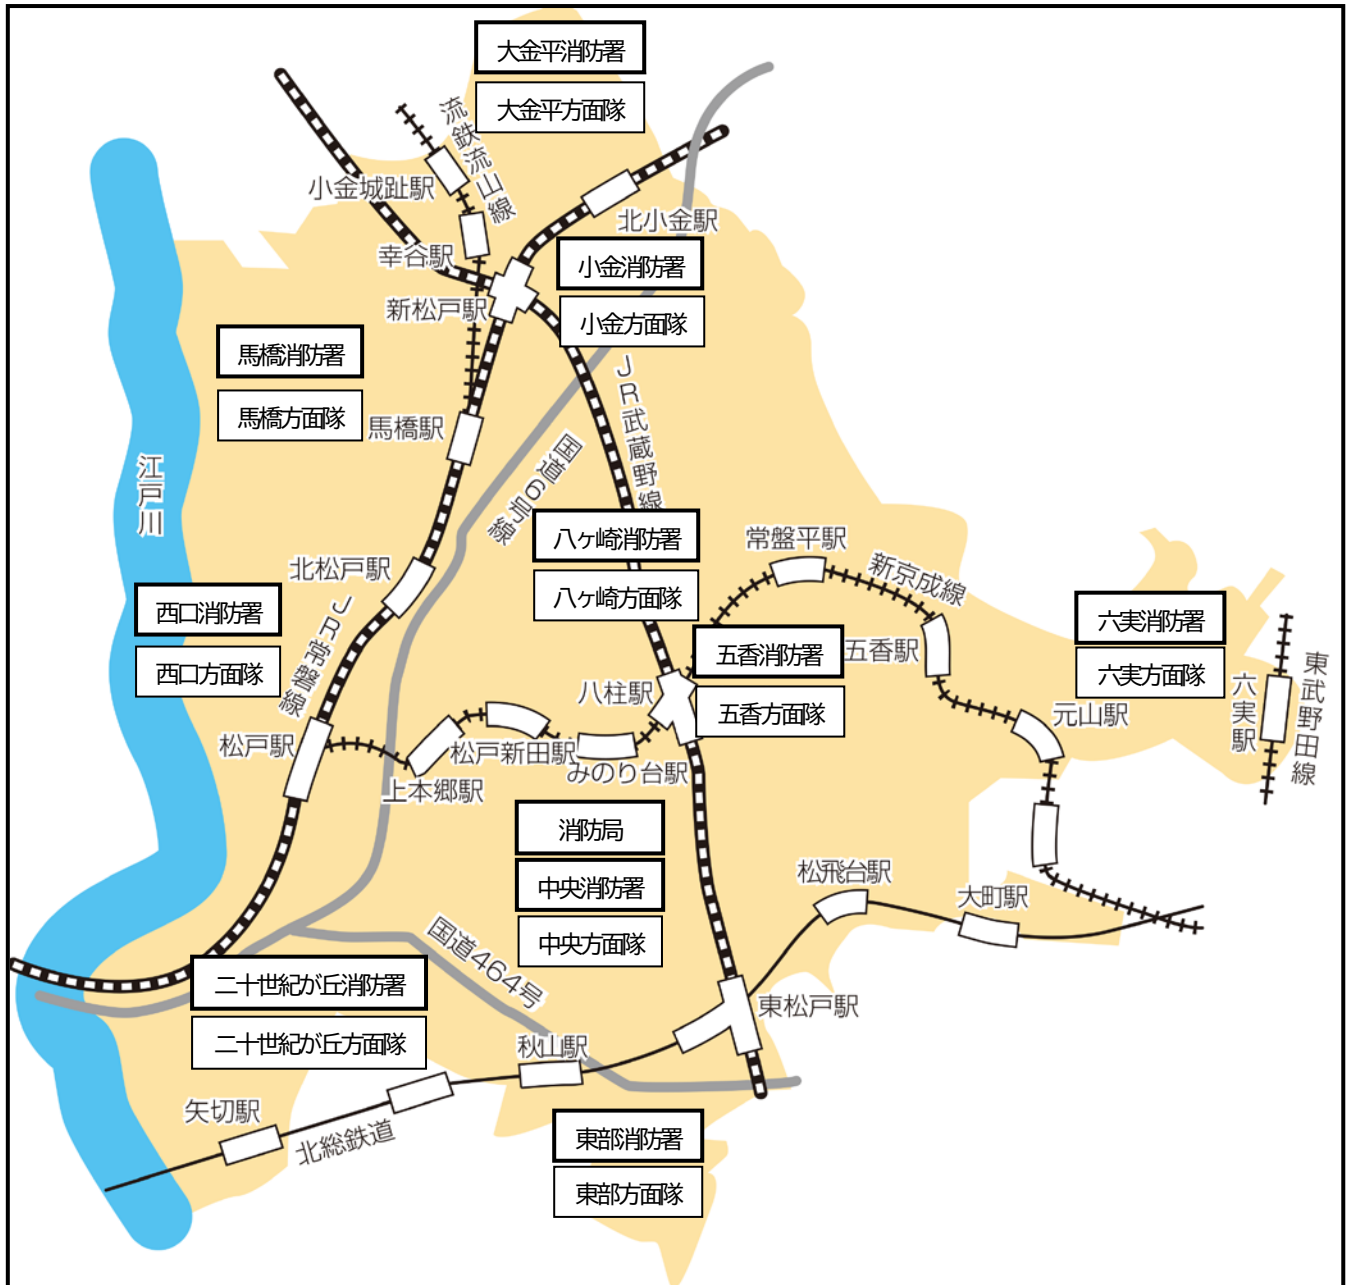 大金平消防署
大金平方面隊
流鉄流山線
小金城趾駅
北小金駅
幸谷駅
小金消防署
新松戸駅
小金方面隊
馬橋消防署
馬橋方面隊
馬橋駅
JR武蔵野線
国道6号線
江戸川
八ヶ崎消防署
八ヶ崎方面隊
常盤平駅
新京成線
北松戸駅
西口消防署
西口方面隊
JR常磐線
五香消防署
五香駅
五香方面隊
六実消防署
六実方面隊
六実駅
東武野田線
八柱駅
元山駅
松戸駅
松戸新田駅
みのり台駅
上本郷駅
消防局
中央消防署
中央方面隊
松飛台駅
大町駅
国道464号
二十世紀が丘消防署
二十世紀が丘方面隊
東松戸駅
秋山駅
矢切駅
北総鉄道
東部消防署
東部方面隊